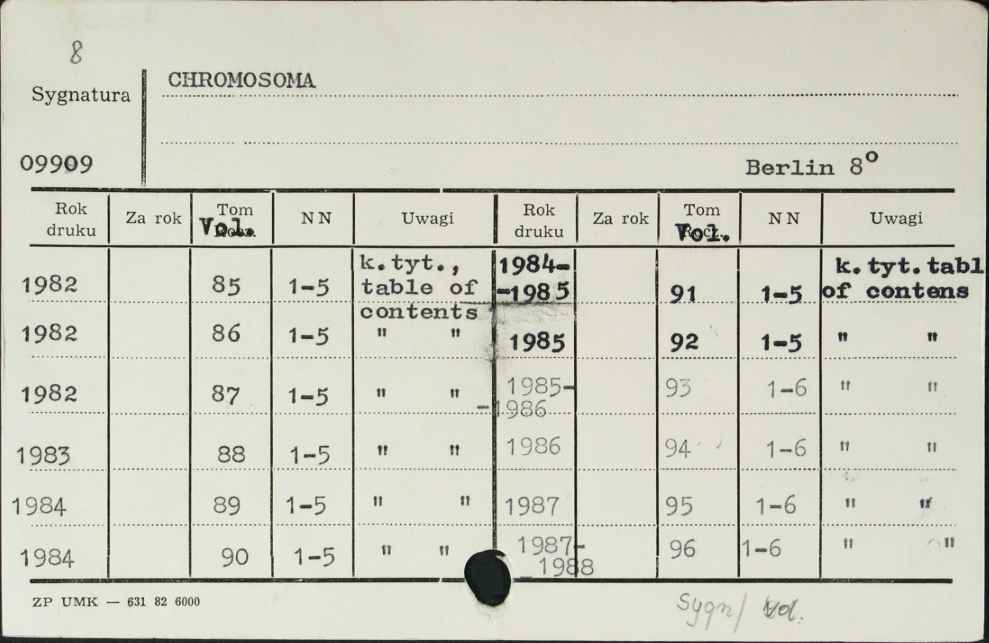 8
Sygnatura
CHROMOSOMA
09909
Berlin 8°
Rok druku Za rok Tom Vol. NN Uwagi Rok druku Za rok Tom Vol. NN Uwagi
1982 85 1-5 k.tyt., table of contents 1984- -1985 91 1-5 k.tyt.tabl of contens
1982 86 1-5 " " 1985 92 1-5 " "
1982 87 1-5 " " 1985- -1986 93 1-6 " "
1983 88 1-5 " " 1986 94 1-6 " "
1984 89 1-5 " " 1987 95 1-6 " "
1984 90 1-5 " " 1987- _1988 96 1-6 " "
ZP UMK — 631 82 6000
Sygn/ vol.